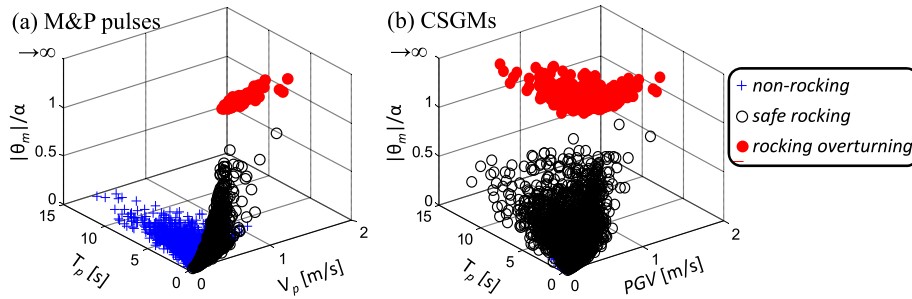 (a) M&P pulses
→∞
1
0.5
0
15
10
5
0
0
1
2
|θm|/α
Tp [s]
Vp [m/s]
(b) CSGMs
→∞
1
0.5
0
15
10
5
0
0
1
2
|θm|/α
Tp [s]
PGV [m/s]
non-rocking
safe rocking
rocking overturning